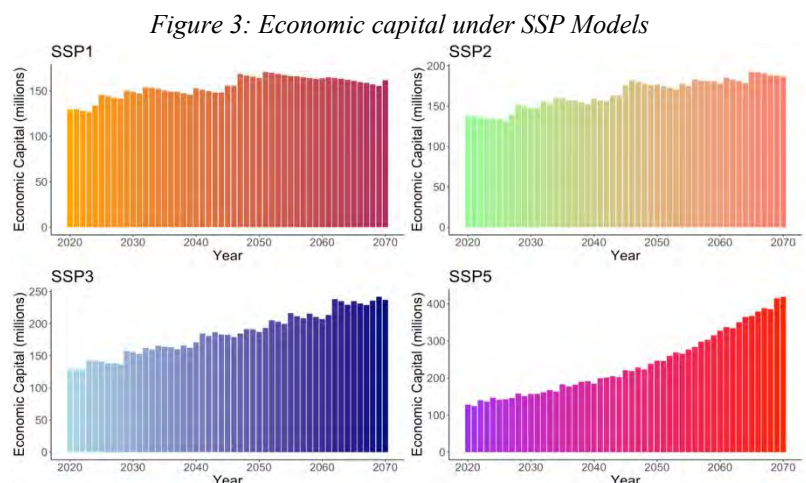 Figure 3: Economic capital under SSP Models
SSP1
Economic Capital (millions)
150
100
50
0
2020 2030 2040 2050 2060 2070
Year
SSP2
Economic Capital (millions)
200
150
100
50
0
2020 2030 2040 2050 2060 2070
Year
SSP3
Economic Capital (millions)
250
200
150
100
50
0
2020 2030 2040 2050 2060 2070
Year
SSP5
Economic Capital (millions)
400
300
200
100
0
2020 2030 2040 2050 2060 2070
Year